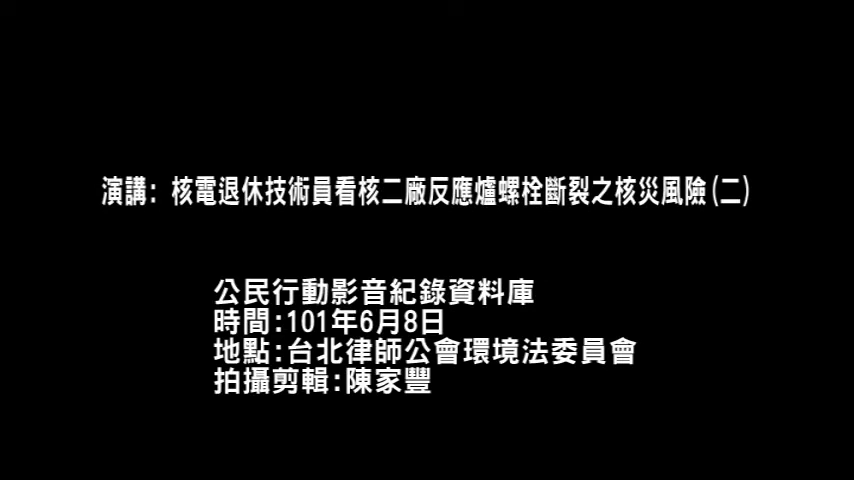 演講: 核電退休技術員看核二廠反應爐螺栓斷裂之核災風險(二)
公民行動影音紀錄資料庫
時間:101年6月8日
地點:台北律師公會環境法委員會
拍攝剪輯:陳家豐